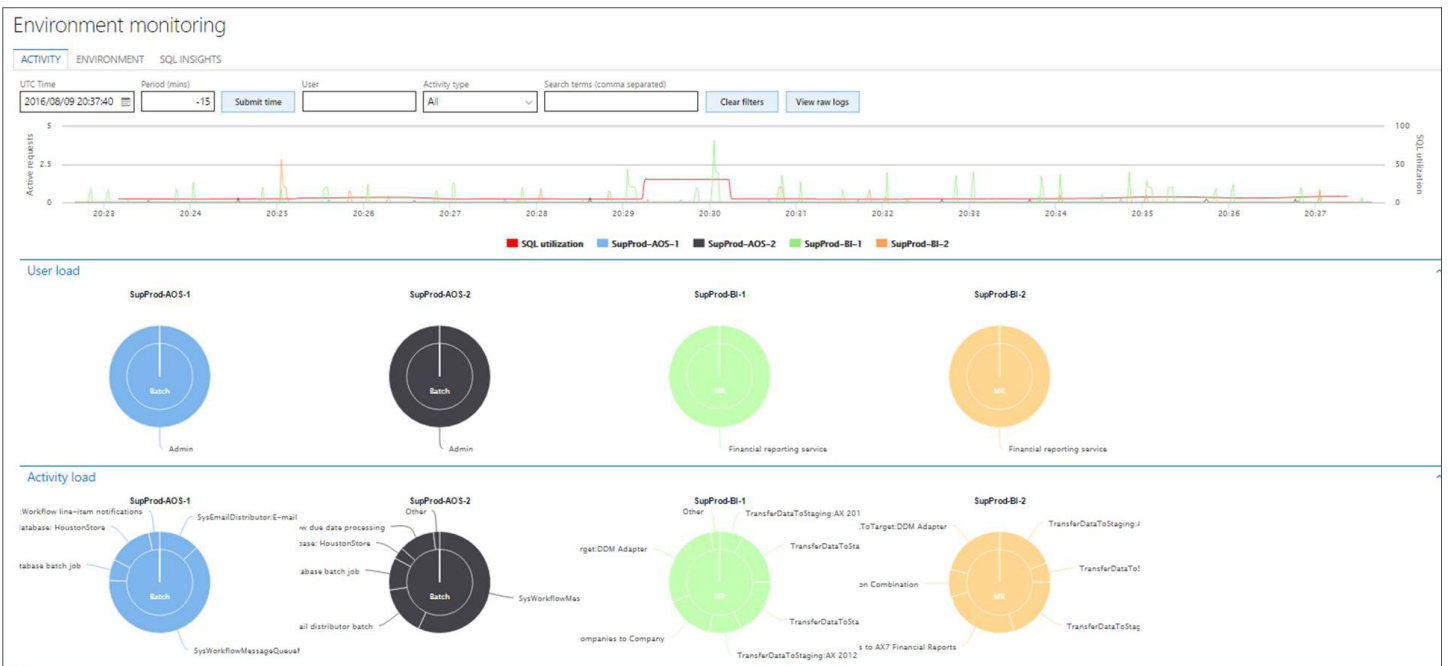 Environment monitoring
ACTIVITY ENVIRONMENT SQL INSIGHTS
UTC Time Period (mins) User Activity type Search terms (comma separated)
2016/08/09 20:37:40 -15 Submit time All Clear filters View raw logs
5 100
2.5 50
0 0
Active requests
SQL utilization
20:23 20:24 20:25 20:26 20:27 20:28 20:29 20:30 20:31 20:32 20:33 20:34 20:35 20:36 20:37
SQL utilization SupProd-AOS-1 SupProd-AOS-2 SupProd-BI-1 SupProd-BI-2
User load
SupProd-AOS-1 SupProd-AOS-2 SupProd-BI-1 SupProd-BI-2
Batch Batch MR MR
Admin Admin Financial reporting service Financial reporting service
Activity load
SupProd-AOS-1
:Workflow line-item notifications
SysEmailDistributor:E-mail
atabase: HoustonStore
tabase batch job
Batch
SysWorkflowMessageQueue
SupProd-AOS-2
Other
ow due date processing
base: HoustonStore
tabase batch job
Batch
SysWorkflowMes
ail distributor batch
SupProd-BI-1
Other
TransferDataToStaging:AX 201
rget:DDM Adapter
TransferDataToSta
MR
TransferDataToSta
ompanies to Company
TransferDataToStaging:AX 2012
SupProd-BI-2
.ToTarget:DDM Adapter
TransferDataToStaging:A
TransferDataToS
on Combination
MR
TransferDataToStag
s to AX7 Financial Reports